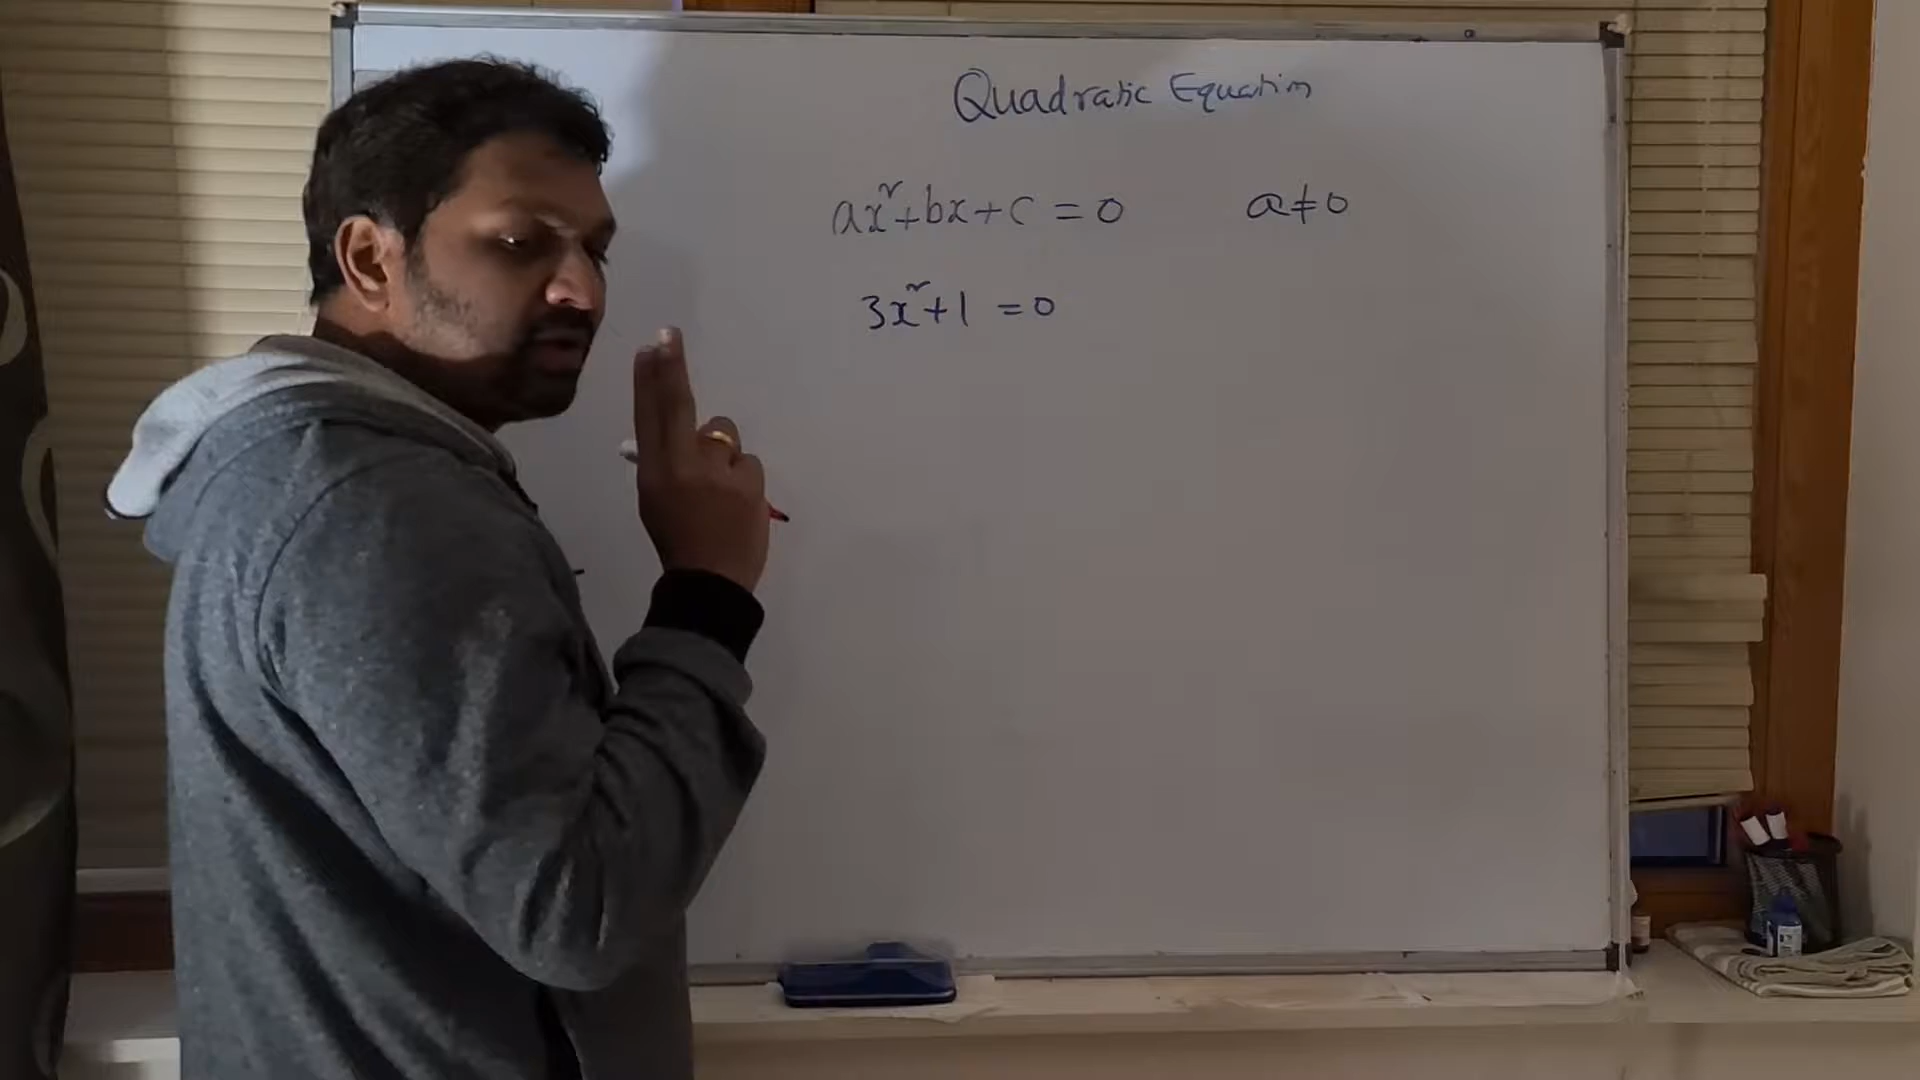 Quadratic Equation
ax²+bx+c = 0 a≠0
3x²+1 = 0